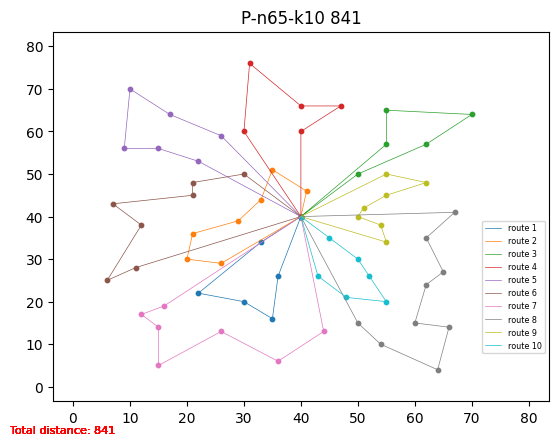 P-n65-k10 841
80
70
60
50
40
30
20
10
0
0 10 20 30 40 50 60 70 80
route 1
route 2
route 3
route 4
route 5
route 6
route 7
route 8
route 9
route 10
Total distance: 841